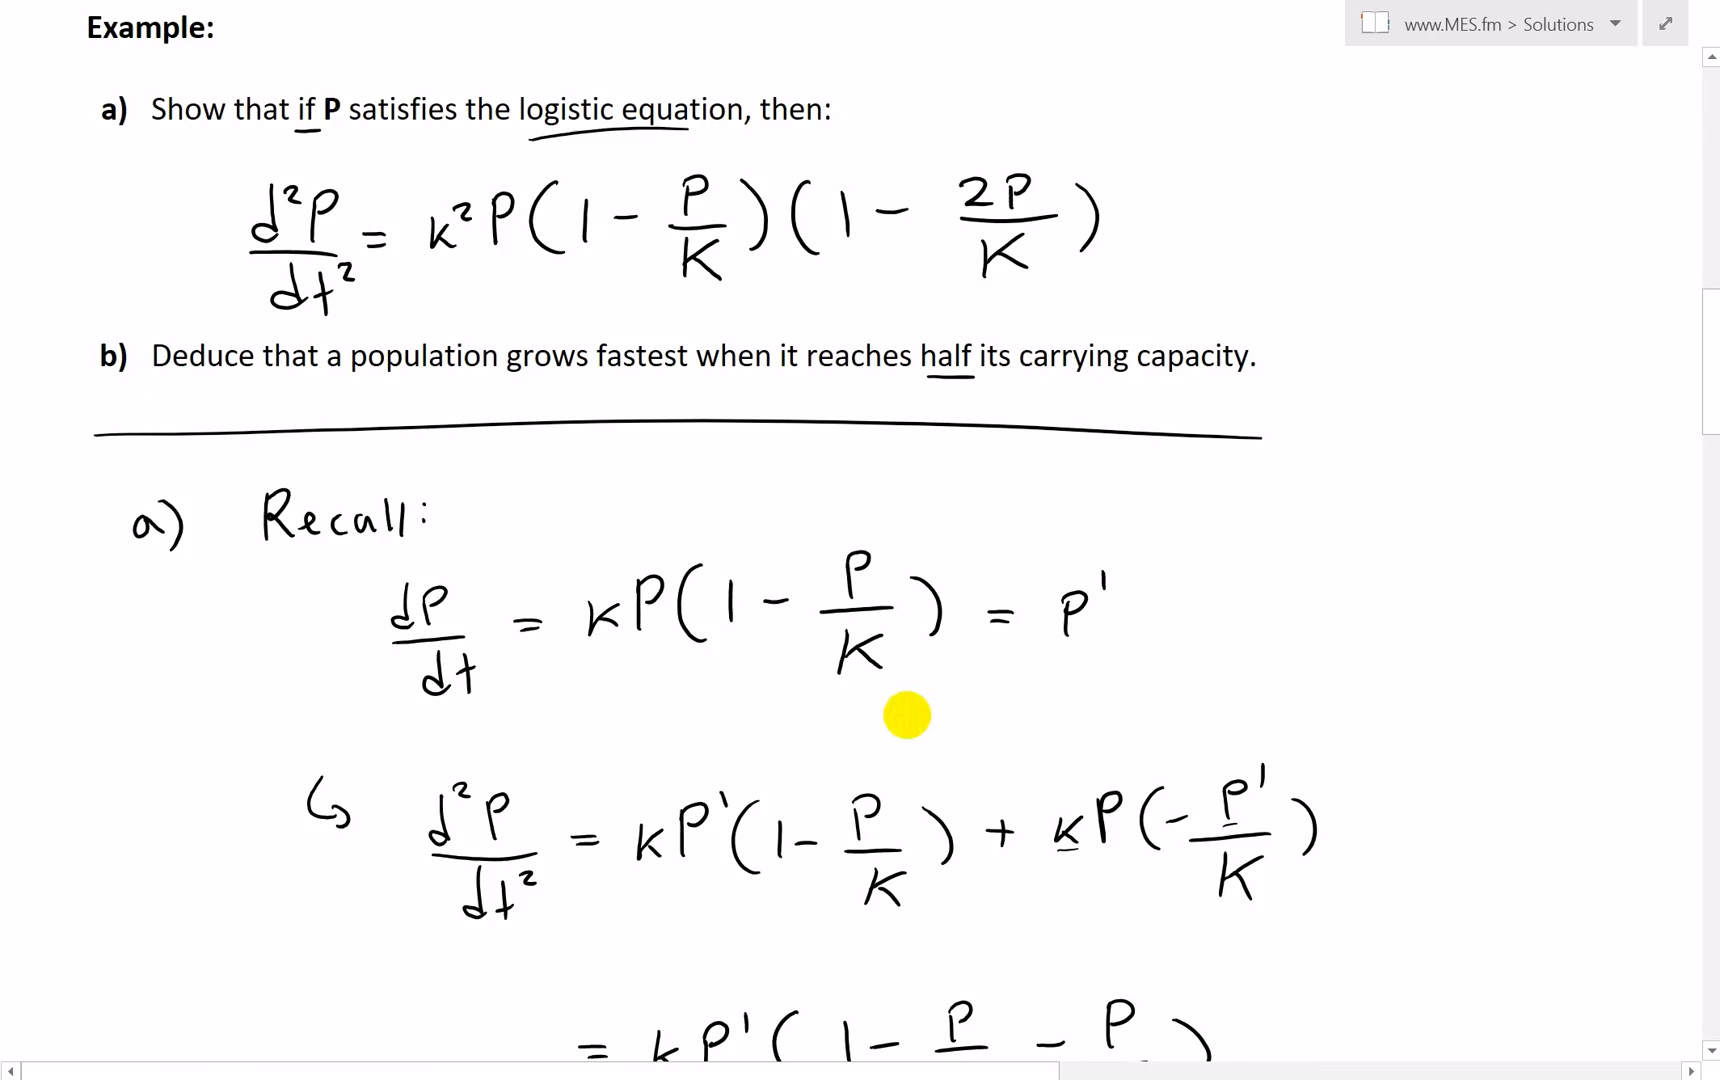 Example:
www.MES.fm > Solutions
a) Show that if P satisfies the logistic equation, then:
d²P/dt² = k²P(1 - P/K)(1 - 2P/K)
b) Deduce that a population grows fastest when it reaches half its carrying capacity.
a) Recall:
dP/dt = kP(1 - P/K) = P'
↳ d²P/dt² = kP'(1 - P/K) + kP(-P'/K)
= kP'(1 - P - P)